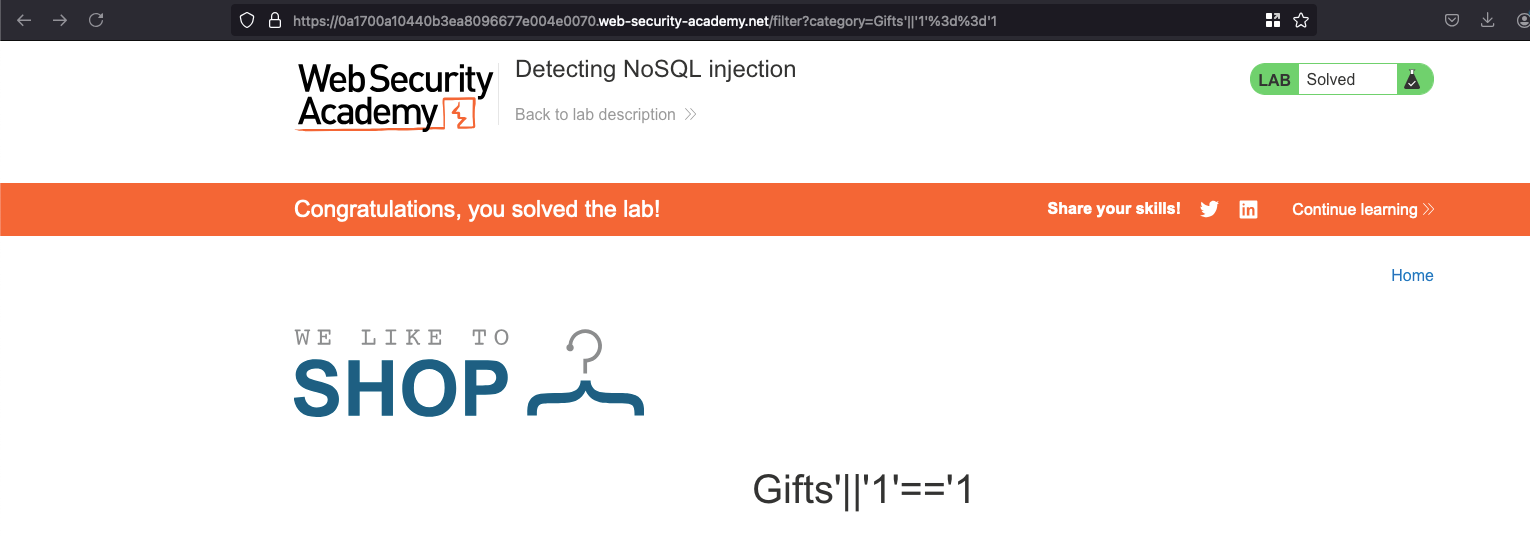 https://0a1700a10440b3ea8096677e004e0070.web-security-academy.net/filter?category=Gifts'||'1'%3d%3d'1
Web Security
Academy
Detecting NoSQL injection
Back to lab description
LAB Solved
Congratulations, you solved the lab!
Share your skills!
Continue learning
Home
WE LIKE TO
SHOP
Gifts'||'1'=='1